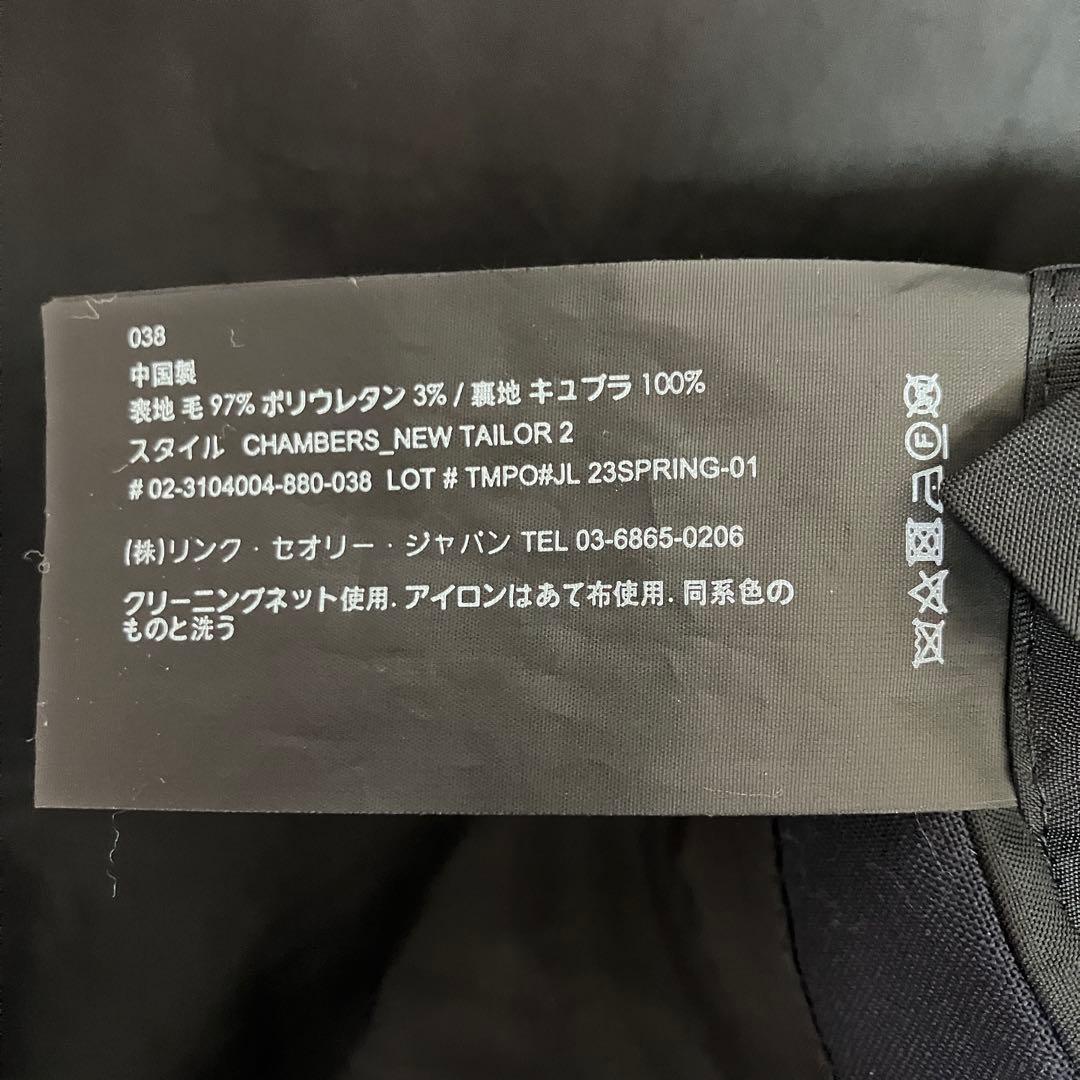 038
中国製
表地 毛 97% ポリウレタン 3% / 裏地 キュプラ 100%
スタイル CHAMBERS_NEW TAILOR 2
# 02-3104004-880-038 LOT # TMPO#JL 23SPRING-01
(株)リンク・セオリー・ジャパン TEL 03-6865-0206
クリーニングネット使用. アイロンはあて布使用. 同系色の
ものと洗う
F